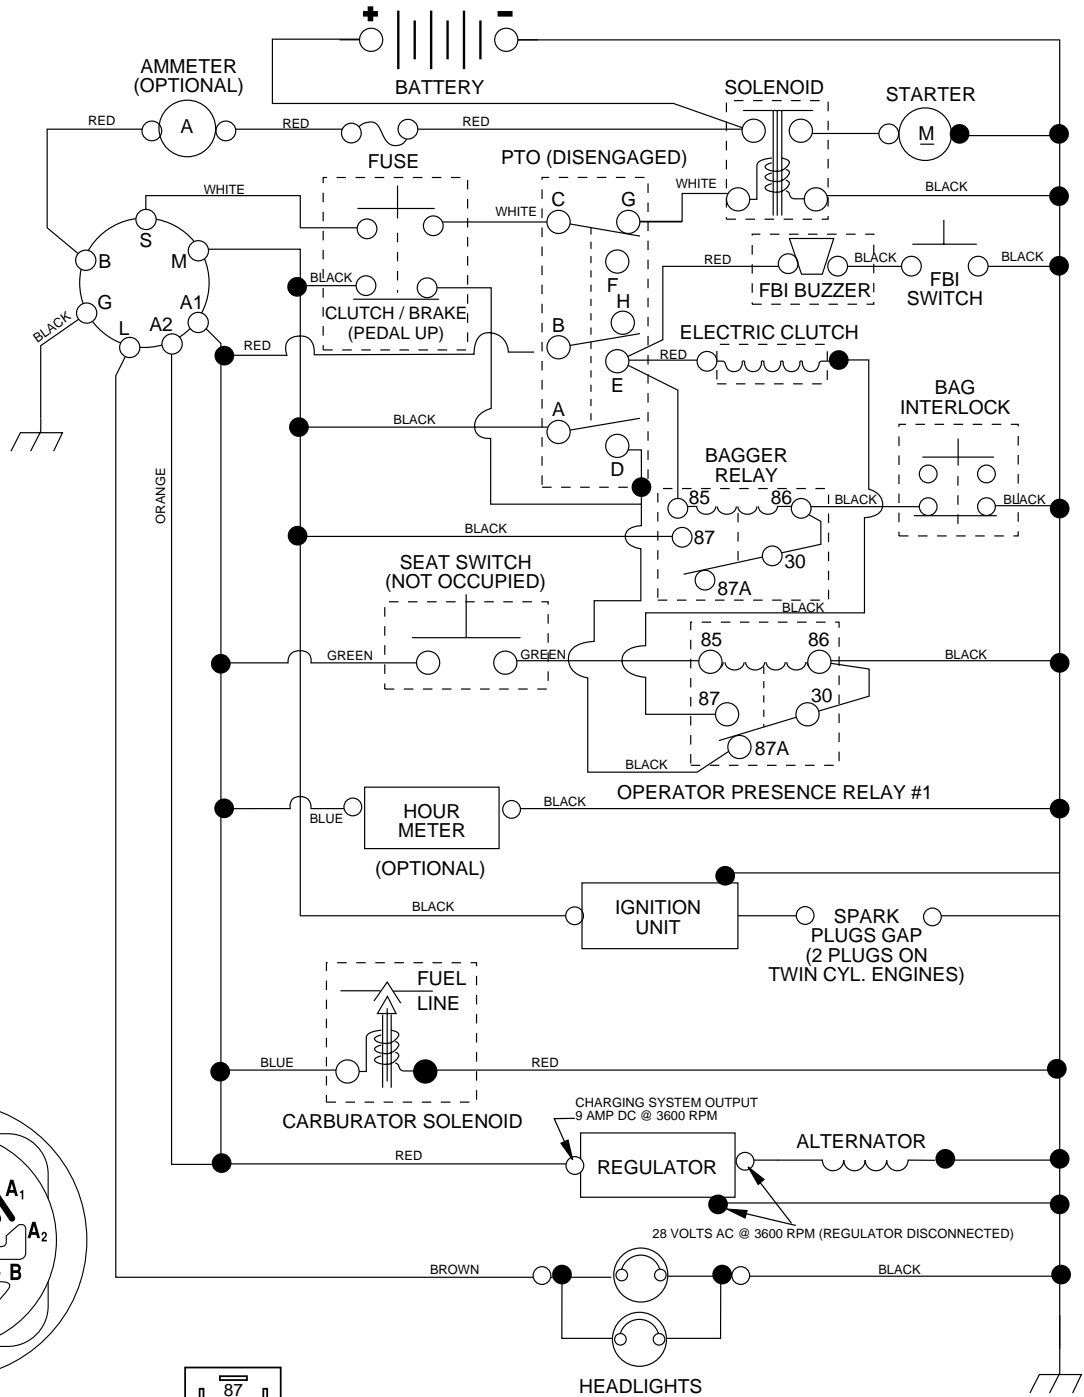 +
-
BATTERY
AMMETER
(OPTIONAL)
SOLENOID
STARTER
RED
A
RED
FUSE
RED
M
PTO (DISENGAGED)
WHITE
WHITE
C
G
WHITE
BLACK
S
B
M
F
RED
BLACK
BLACK
FBI BUZZER
FBI
SWITCH
BLACK
CLUTCH / BRAKE
(PEDAL UP)
G
L
A2
A1
BLACK
H
B
RED
ELECTRIC CLUTCH
RED
E
BAG
INTERLOCK
A
BLACK
D
BAGGER
RELAY
ORANGE
85
86
BLACK
BLACK
BLACK
87
30
87A
SEAT SWITCH
(NOT OCCUPIED)
BLACK
GREEN
GREEN
85
86
BLACK
87
30
87A
BLACK
OPERATOR PRESENCE RELAY #1
BLUE
HOUR
METER
BLACK
(OPTIONAL)
BLACK
IGNITION
UNIT
SPARK
PLUGS GAP
(2 PLUGS ON
TWIN CYL. ENGINES)
FUEL
LINE
BLUE
RED
CARBURATOR SOLENOID
CHARGING SYSTEM OUTPUT
9 AMP DC @ 3600 RPM
RED
REGULATOR
ALTERNATOR
28 VOLTS AC @ 3600 RPM (REGULATOR DISCONNECTED)
A1
A2
B
BROWN
BLACK
HEADLIGHTS
87